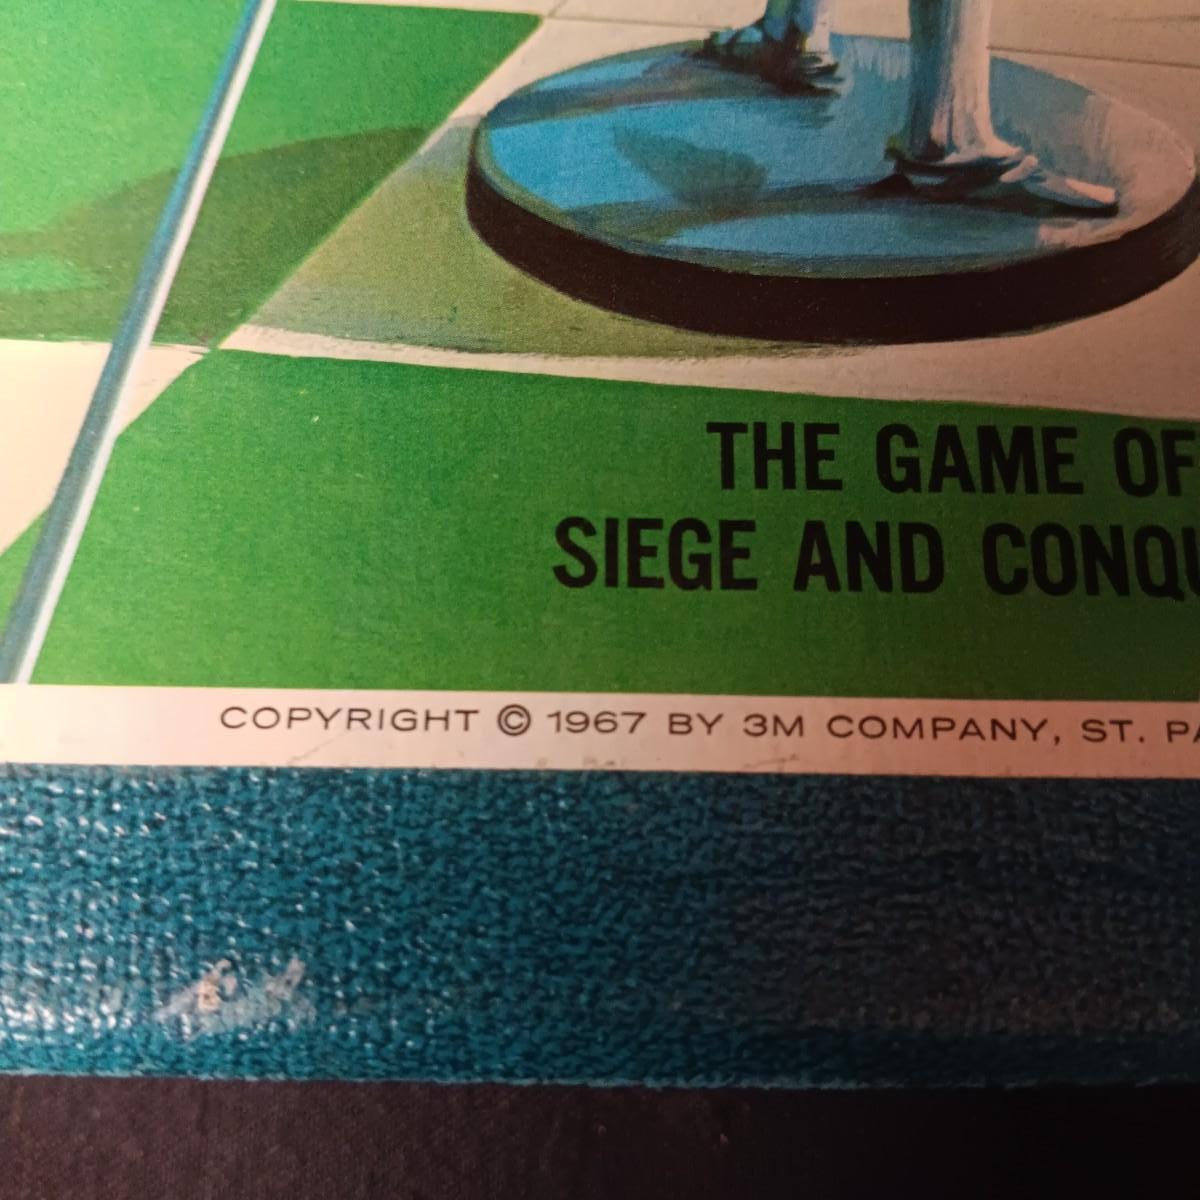 THE GAME OF
SIEGE AND CONQU
COPYRIGHT © 1967 BY 3M COMPANY, ST. PA